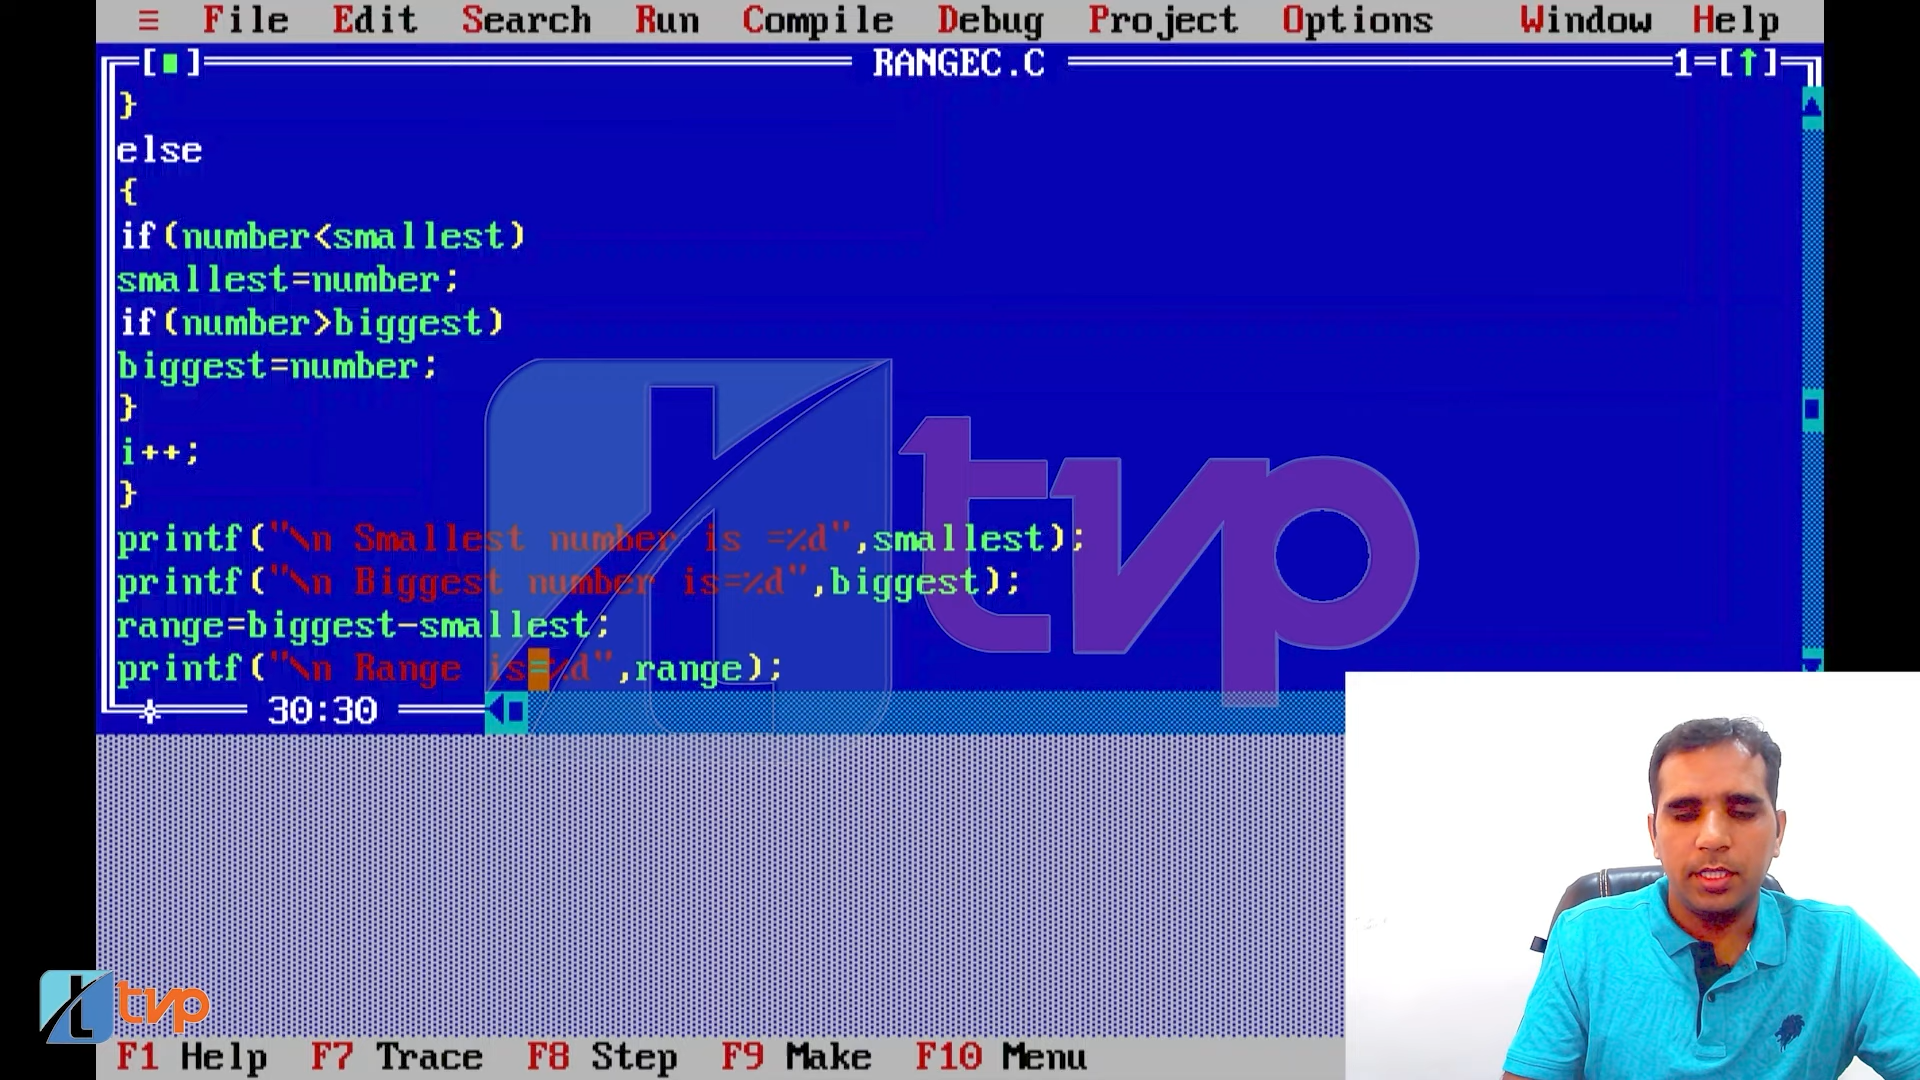 ≡ File Edit Search Run Compile Debug Project Options Window Help
[■] RANGEC.C 1=[↑]
}
else
{
if(number<smallest)
smallest=number;
if(number>biggest)
biggest=number;
}
i++;
}
printf("\n Smallest number is =%d",smallest);
printf("\n Biggest number is=%d",biggest);
range=biggest-smallest;
printf("\n Range is=%d",range);
30:30
tvp
tvp
F1 Help F7 Trace F8 Step F9 Make F10 Menu